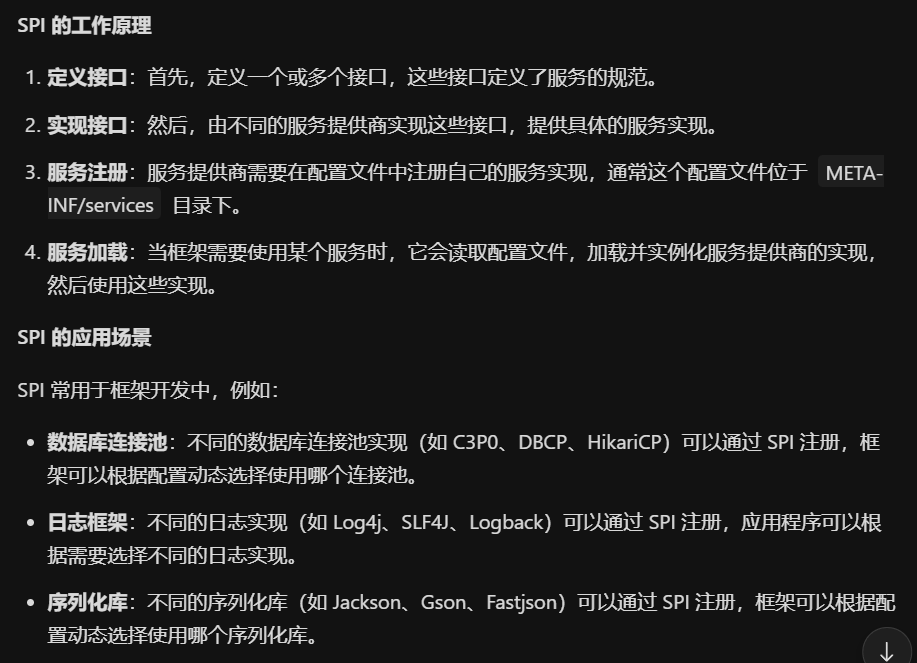 SPI 的工作原理
1. 定义接口：首先，定义一个或多个接口，这些接口定义了服务的规范。
2. 实现接口：然后，由不同的服务提供商实现这些接口，提供具体的服务实现。
3. 服务注册：服务提供商需要在配置文件中注册自己的服务实现，通常这个配置文件位于 META-
INF/services 目录下。
4. 服务加载：当框架需要使用某个服务时，它会读取配置文件，加载并实例化服务提供商的实现，
然后使用这些实现。
SPI 的应用场景
SPI 常用于框架开发中，例如：
• 数据库连接池：不同的数据库连接池实现（如 C3P0、DBCP、HikariCP）可以通过 SPI 注册，框
架可以根据配置动态选择使用哪个连接池。
• 日志框架：不同的日志实现（如 Log4j、SLF4J、Logback）可以通过 SPI 注册，应用程序可以根
据需要选择不同的日志实现。
• 序列化库：不同的序列化库（如 Jackson、Gson、Fastjson）可以通过 SPI 注册，框架可以根据配
置动态选择使用哪个序列化库。